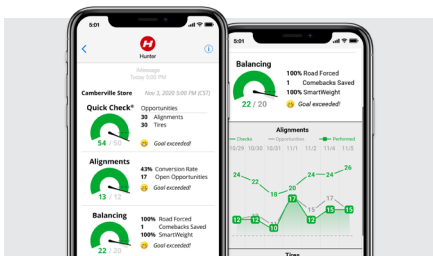 5:01
H
Hunter
iMessage
Today 5:00 PM
Camberville Store
Nov 3, 2020 5:00 PM (CST)
Quick Check®
54 / 50
Opportunities
30 Alignments
30 Tires
Goal exceeded!
Alignments
13 / 12
43% Conversion Rate
17 Open Opportunities
Goal exceeded!
Balancing
22 / 20
100% Road Forced
1 Comebacks Saved
100% SmartWeight
Goal exceeded!
5:01
Balancing
22 / 20
100% Road Forced
1 Comebacks Saved
100% SmartWeight
Goal exceeded!
Alignments
Checks Opportunities Performed
10/29 10/30 10/31 11/1 11/2 11/4 11/5
24 22 18 20 24 24 26
17 15 17
12 12 10 17 12 15 15
Tires